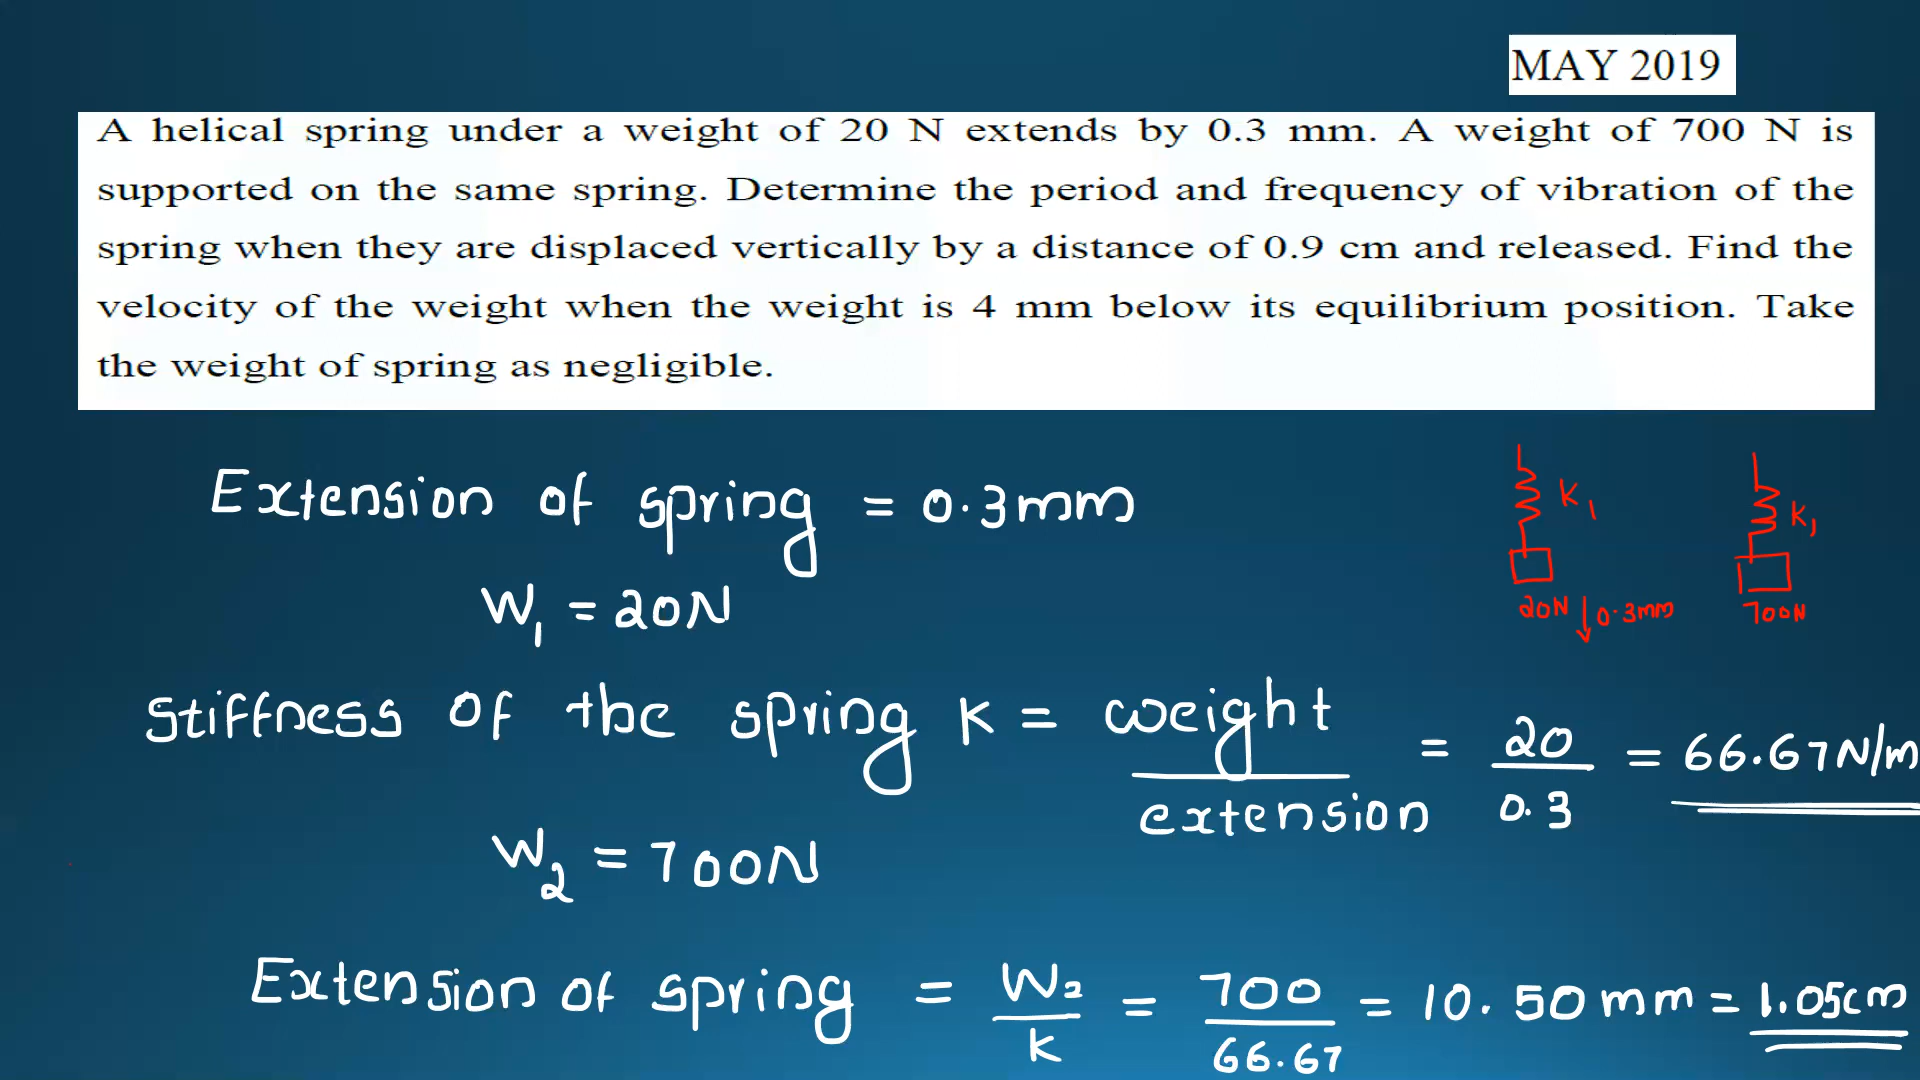 MAY 2019
A helical spring under a weight of 20 N extends by 0.3 mm. A weight of 700 N is
supported on the same spring. Determine the period and frequency of vibration of the
spring when they are displaced vertically by a distance of 0.9 cm and released. Find the
velocity of the weight when the weight is 4 mm below its equilibrium position. Take
the weight of spring as negligible.
Extension of spring = 0.3mm
W1 = 20N
K1
K1
20N 0.3mm
700N
Stiffness of the spring K = weight / extension = 20 / 0.3 = 66.67N/m
W2 = 700N
Extension of spring = W2 / K = 700 / 66.67 = 10.50mm = 1.05cm